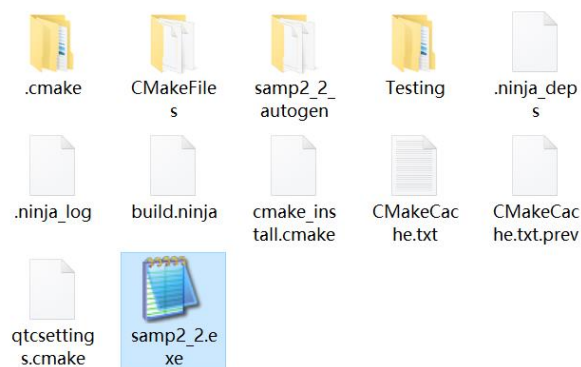 .cmake
CMakeFile
s
samp2_2_
autogen
Testing
.ninja_dep
s
.ninja_log
build.ninja
cmake_ins
tall.cmake
CMakeCac
he.txt
CMakeCac
he.txt.prev
qtcsetting
s.cmake
samp2_2.e
xe